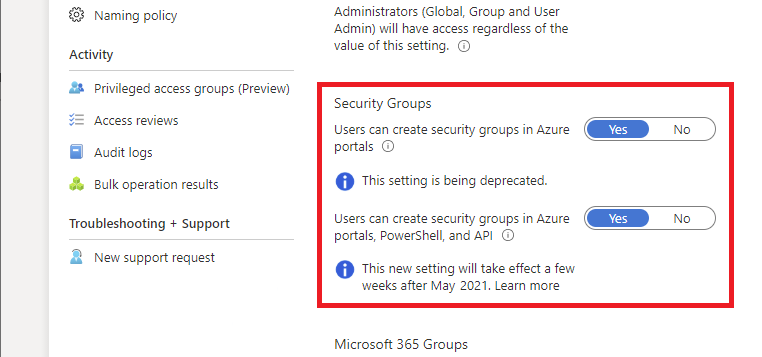 Naming policy
Activity
Privileged access groups (Preview)
Access reviews
Audit logs
Bulk operation results
Troubleshooting + Support
New support request
Administrators (Global, Group and User
Admin) will have access regardless of the
value of this setting.
Security Groups
Users can create security groups in Azure
portals
Yes No
This setting is being deprecated.
Users can create security groups in Azure
portals, PowerShell, and API
Yes No
This new setting will take effect a few
weeks after May 2021. Learn more
Microsoft 365 Groups